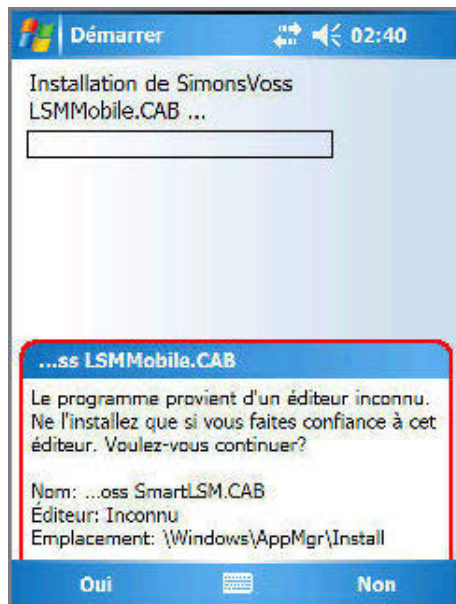 Démarrer 02:40
Installation de SimonsVoss
LSMMobile.CAB ...
...ss LSMMobile.CAB
Le programme provient d'un éditeur inconnu.
Ne l'installez que si vous faites confiance à cet
éditeur. Voulez-vous continuer?
Nom: ...oss SmartLSM.CAB
Éditeur: Inconnu
Emplacement: \Windows\AppMgr\Install
Oui Non